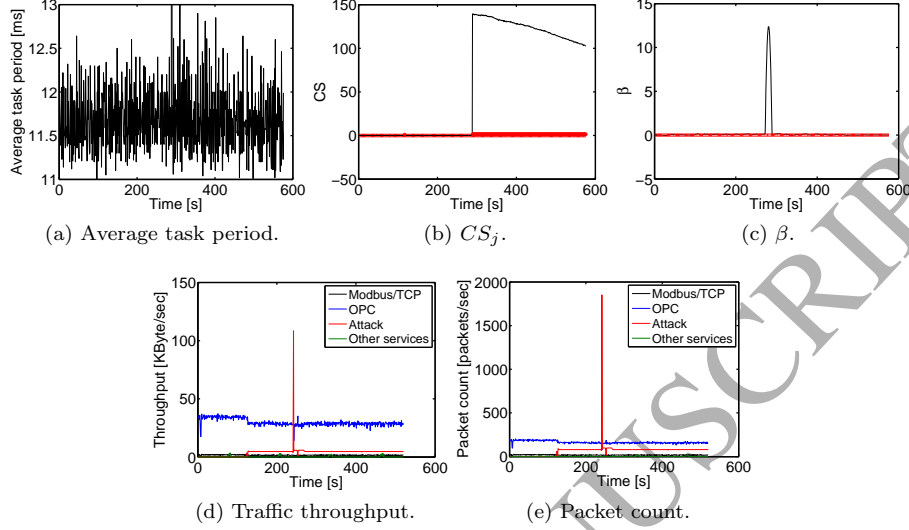 Average task period [ms]
13
12.5
12
11.5
11
0 200 400 600
Time [s]
(a) Average task period.
CS
150
100
50
0
−50
0 200 400 600
Time [s]
(b) CSj.
β
15
10
5
0
−5
0 200 400 600
Time [s]
(c) β.
Throughput [KByte/sec]
150
100
50
0
0 200 400 600
Time [s]
Modbus/TCP
OPC
Attack
Other services
(d) Traffic throughput.
Packet count [packets/sec]
2000
1500
1000
500
0
0 200 400 600
Time [s]
Modbus/TCP
OPC
Attack
Other services
(e) Packet count.
USCRIPT